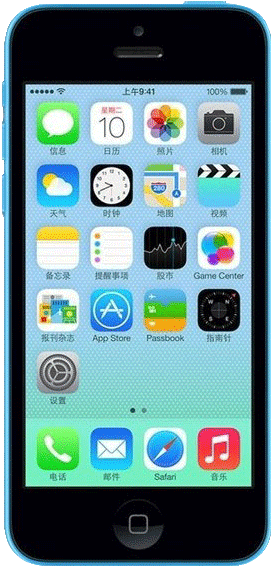 上午9:41 100%
星期二
10
信息 日历 照片 相机
280
天气 时钟 地图 视频
备忘录 提醒事项 股市 Game Center
报刊杂志 App Store Passbook 指南针
设置
电话 邮件 Safari 音乐